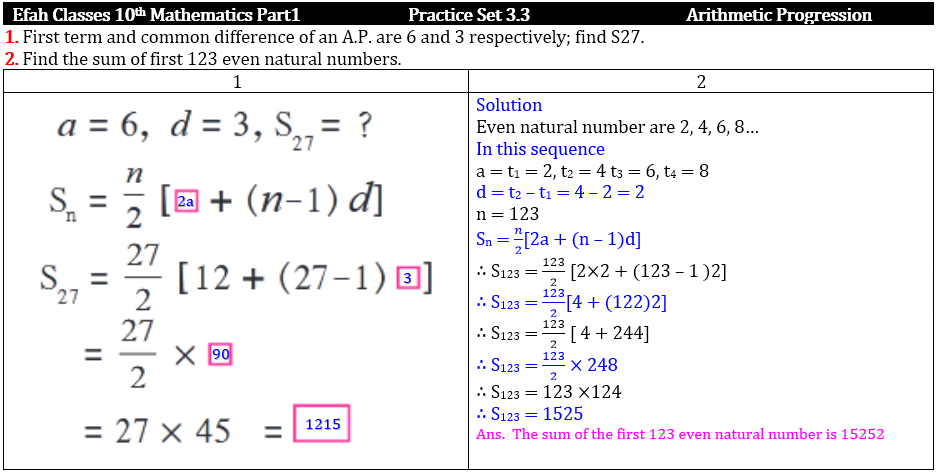 Efah Classes 10th Mathematics Part1 Practice Set 3.3 Arithmetic Progression
1. First term and common difference of an A.P. are 6 and 3 respectively; find S27.
2. Find the sum of first 123 even natural numbers.
1
a = 6, d = 3, S₂₇ = ?
Sₙ = n/2 [2a + (n–1) d]
S₂₇ = 27/2 [12 + (27–1) 3]
= 27/2 × 90
= 27 × 45 = 1215
2
Solution
Even natural number are 2, 4, 6, 8…
In this sequence
a = t₁ = 2, t₂ = 4 t₃ = 6, t₄ = 8
d = t₂ – t₁ = 4 – 2 = 2
n = 123
Sₙ = n/2[2a + (n – 1)d]
∴ S₁₂₃ = 123/2 [2×2 + (123 – 1 )2]
∴ S₁₂₃ = 123/2[4 + (122)2]
∴ S₁₂₃ = 123/2 [ 4 + 244]
∴ S₁₂₃ = 123/2 × 248
∴ S₁₂₃ = 123 ×124
∴ S₁₂₃ = 1525
Ans. The sum of the first 123 even natural number is 15252